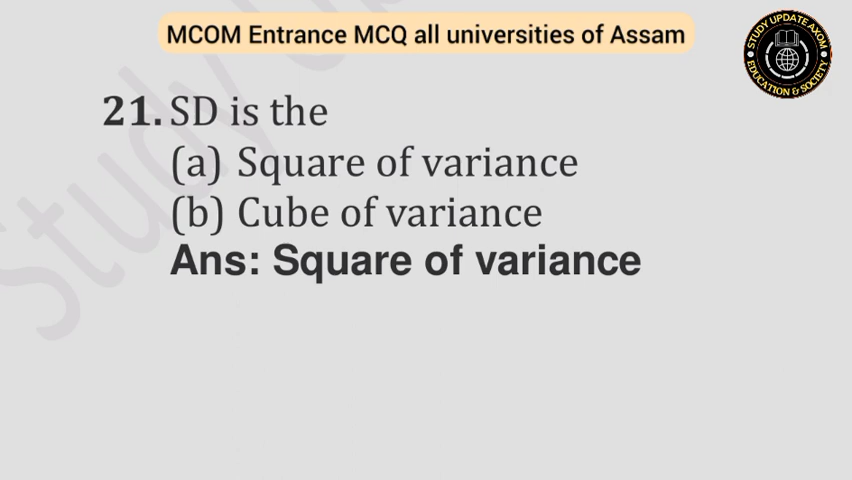 MCOM Entrance MCQ all universities of Assam
STUDY UPDATE AXOM
EDUCATION & SOCIETY
21. SD is the
(a) Square of variance
(b) Cube of variance
Ans: Square of variance
Study